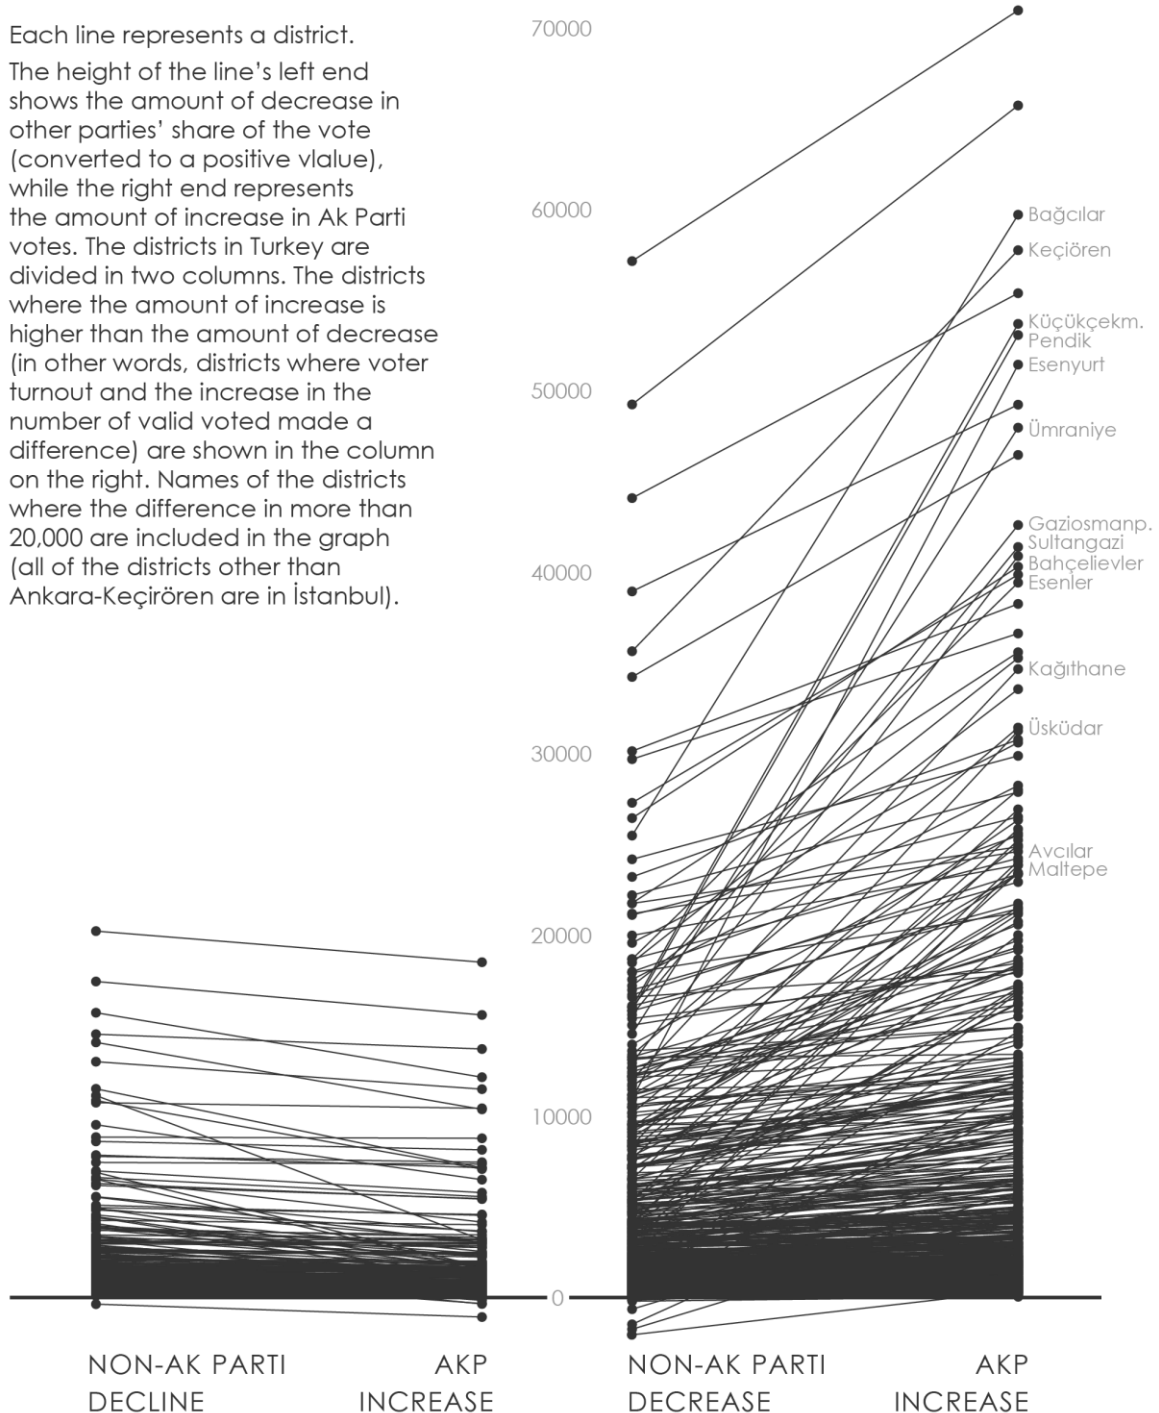 Each line represents a district.
The height of the line’s left end
shows the amount of decrease in
other parties’ share of the vote
(converted to a positive vlalue),
while the right end represents
the amount of increase in Ak Parti
votes. The districts in Turkey are
divided in two columns. The districts
where the amount of increase is
higher than the amount of decrease
(in other words, districts where voter
turnout and the increase in the
number of valid voted made a
difference) are shown in the column
on the right. Names of the districts
where the difference in more than
20,000 are included in the graph
(all of the districts other than
Ankara-Keçirören are in İstanbul).
70000
60000
50000
40000
30000
20000
10000
0
Bağcılar
Keçiören
Küçükçekm.
Pendik
Esenyurt
Ümraniye
Gaziosmanp.
Sultangazi
Bahçelievler
Esenler
Kağıthane
Üsküdar
Avcılar
Maltepe
NON-AK PARTI
DECLINE
AKP
INCREASE
NON-AK PARTI
DECREASE
AKP
INCREASE